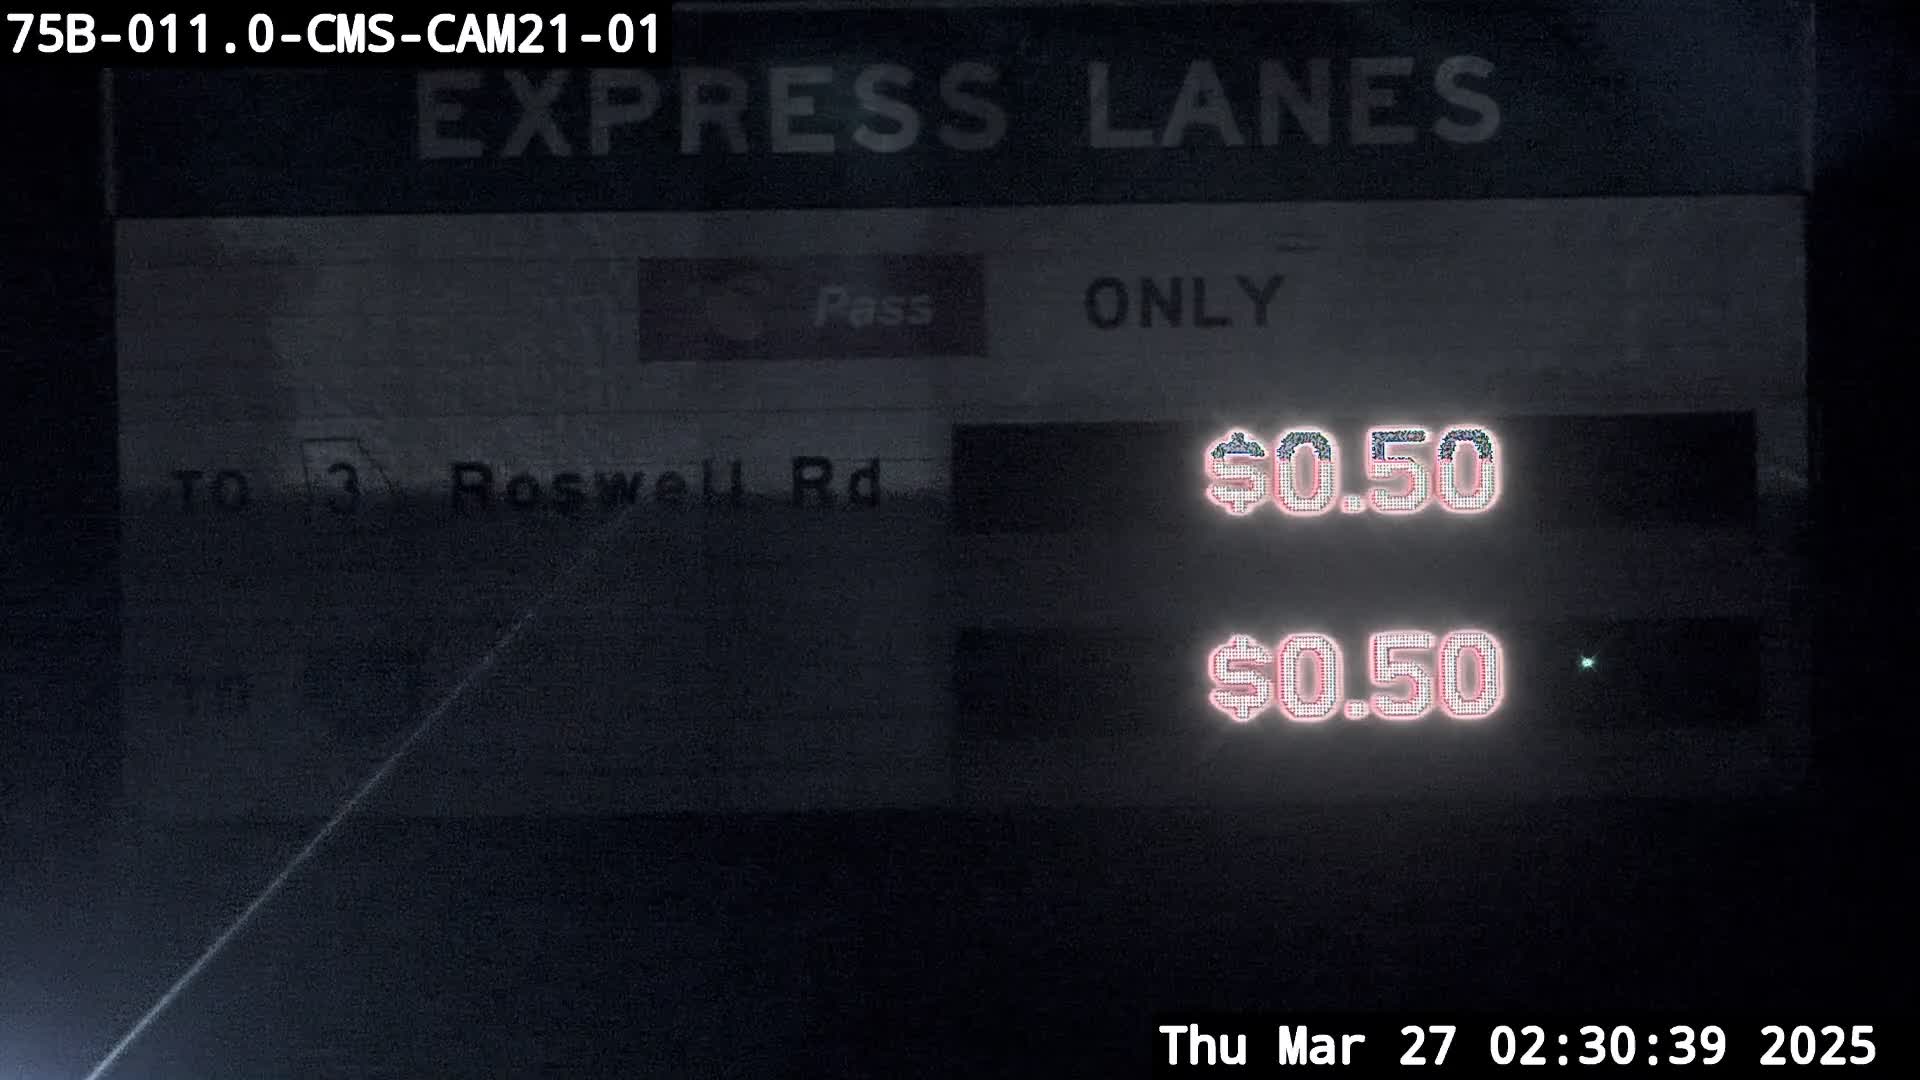 75B-011.0-CMS-CAM21-01
EXPRESS LANES
Pass ONLY
TO 3 Roswell Rd $0.50
$0.50
Thu Mar 27 02:30:39 2025